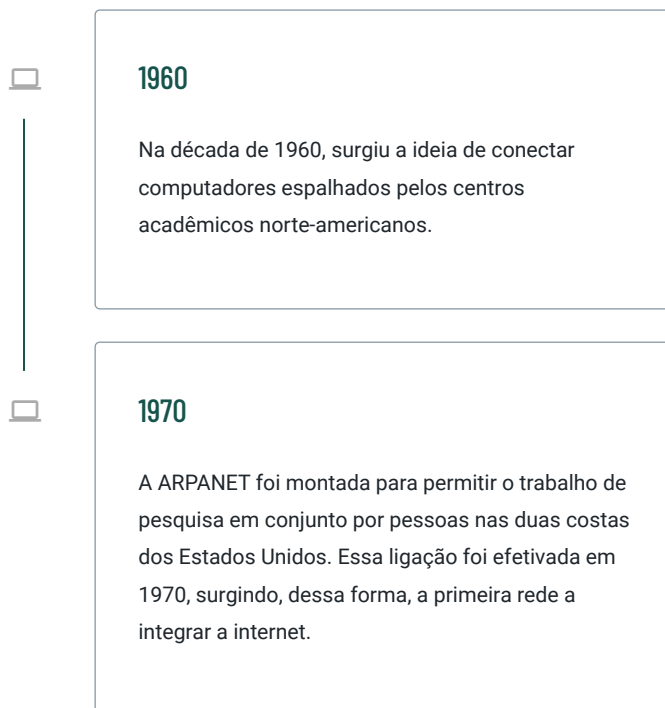 1960
Na década de 1960, surgiu a ideia de conectar
computadores espalhados pelos centros
acadêmicos norte-americanos.
1970
A ARPANET foi montada para permitir o trabalho de
pesquisa em conjunto por pessoas nas duas costas
dos Estados Unidos. Essa ligação foi efetivada em
1970, surgindo, dessa forma, a primeira rede a
integrar a internet.